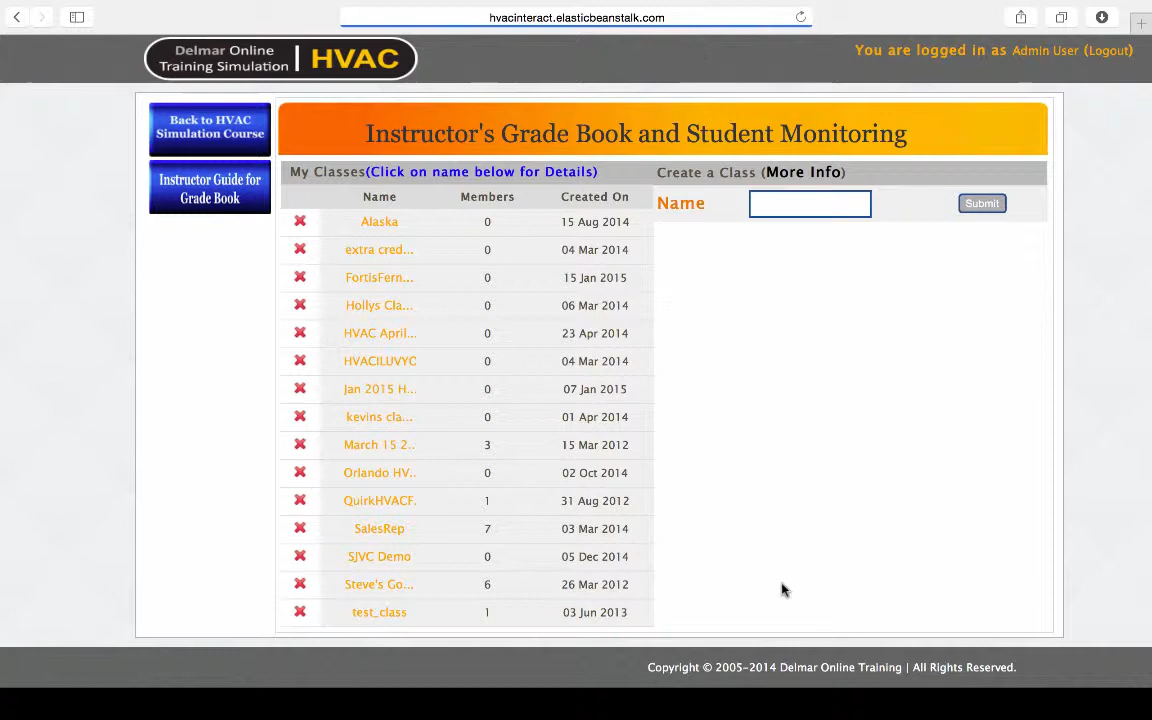 hvacinteract.elasticbeanstalk.com
Delmar Online
Training Simulation
HVAC
You are logged in as Admin User (Logout)
Back to HVAC
Simulation Course
Instructor Guide for
Grade Book
Instructor's Grade Book and Student Monitoring
My Classes(Click on name below for Details)
Create a Class (More Info)
Name Members Created On
Name Submit
Alaska 0 15 Aug 2014
extra cred... 0 04 Mar 2014
FortisFern... 0 15 Jan 2015
Hollys Cla... 0 06 Mar 2014
HVAC April... 0 23 Apr 2014
HVACILUVYO 0 04 Mar 2014
Jan 2015 H... 0 07 Jan 2015
kevins cla... 0 01 Apr 2014
March 15 2.. 3 15 Mar 2012
Orlando HV.. 0 02 Oct 2014
QuirkHVACF. 1 31 Aug 2012
SalesRep 7 03 Mar 2014
SJVC Demo 0 05 Dec 2014
Steve's Go... 6 26 Mar 2012
test_class 1 03 Jun 2013
Copyright © 2005-2014 Delmar Online Training | All Rights Reserved.